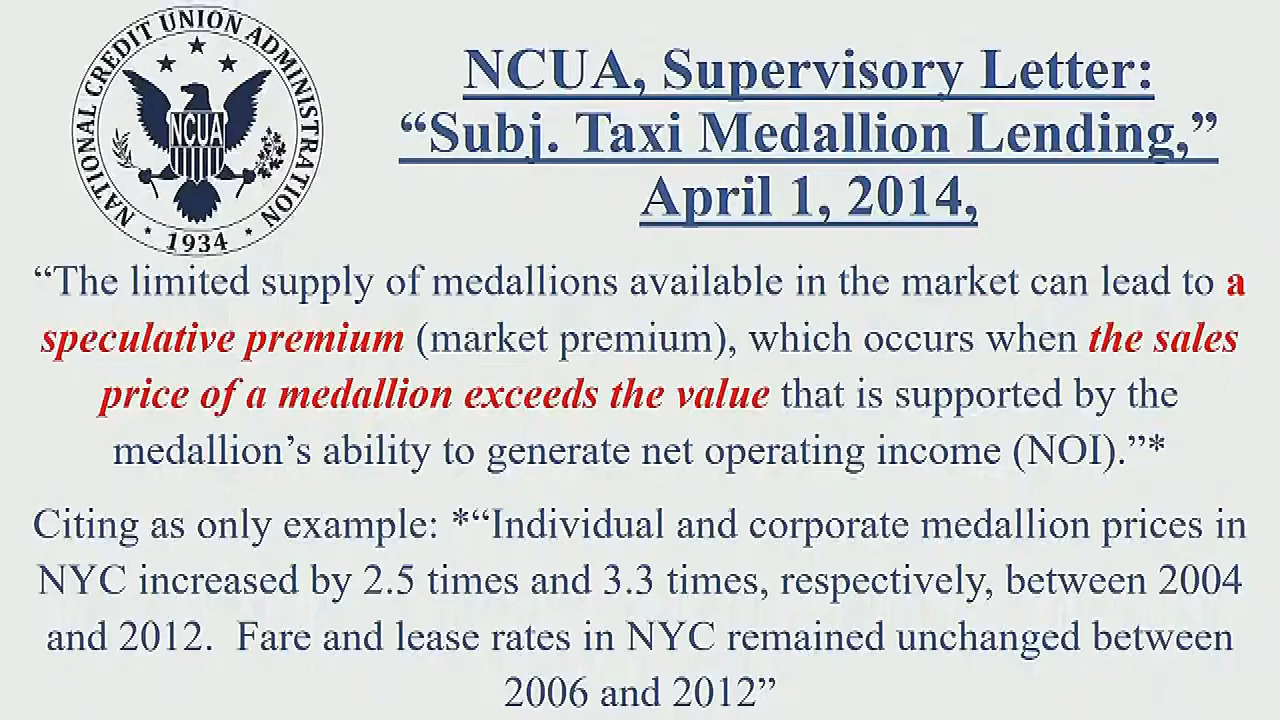 NATIONAL CREDIT UNION ADMINISTRATION
NCUA
• 1934 •
NCUA, Supervisory Letter:
“Subj. Taxi Medallion Lending,”
April 1, 2014,
“The limited supply of medallions available in the market can lead to a
speculative premium (market premium), which occurs when the sales
price of a medallion exceeds the value that is supported by the
medallion’s ability to generate net operating income (NOI).”*
Citing as only example: *“Individual and corporate medallion prices in
NYC increased by 2.5 times and 3.3 times, respectively, between 2004
and 2012.  Fare and lease rates in NYC remained unchanged between
2006 and 2012”